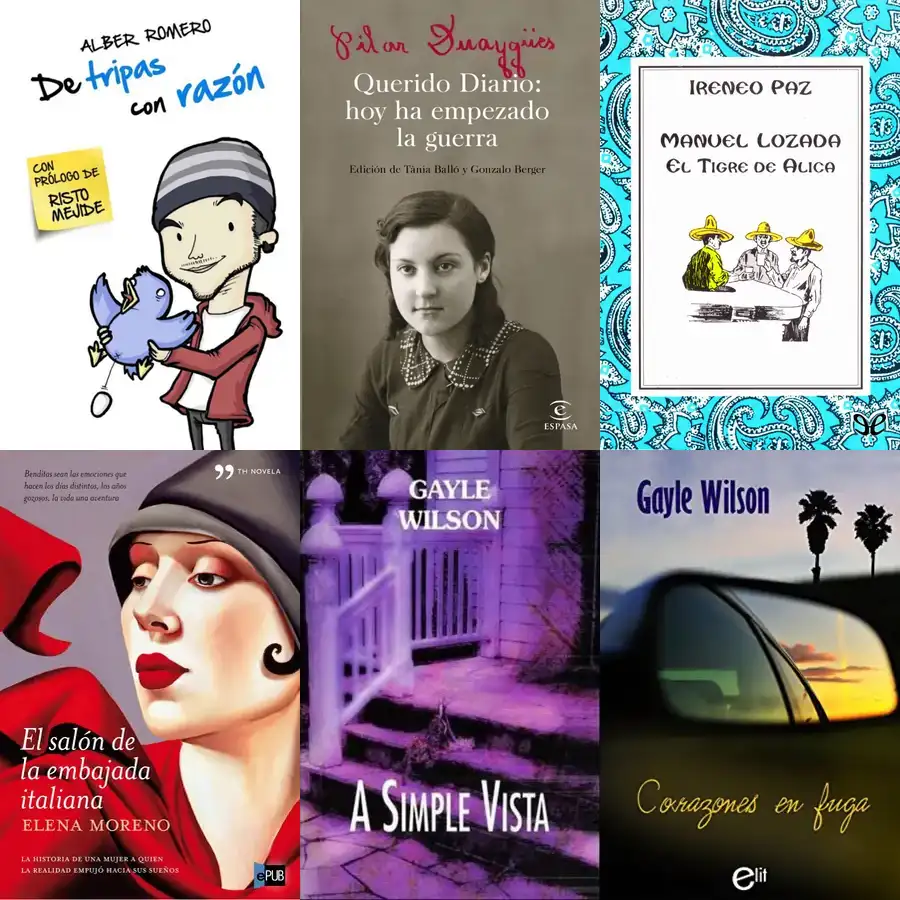 ALBER ROMERO
De tripas
con razón
CON
PRÓLOGO DE
RISTO
MEJIDE
Pilar Duaygües
Querido Diario:
hoy ha empezado
la guerra
Edición de Tània Balló y Gonzalo Berger
ESPASA
IRENEO PAZ
MANUEL LOZADA
EL TIGRE DE ALICA
Benditas sean las emociones que
hacen los días distintos, los años
gozosos, la vida una aventura
TH NOVELA
El salón de
la embajada
italiana
ELENA MORENO
LA HISTORIA DE UNA MUJER A QUIEN
LA REALIDAD EMPUJÓ HACIA SUS SUEÑOS
ePUB
GAYLE
WILSON
A SIMPLE VISTA
Gayle Wilson
Corazones en fuga
elit